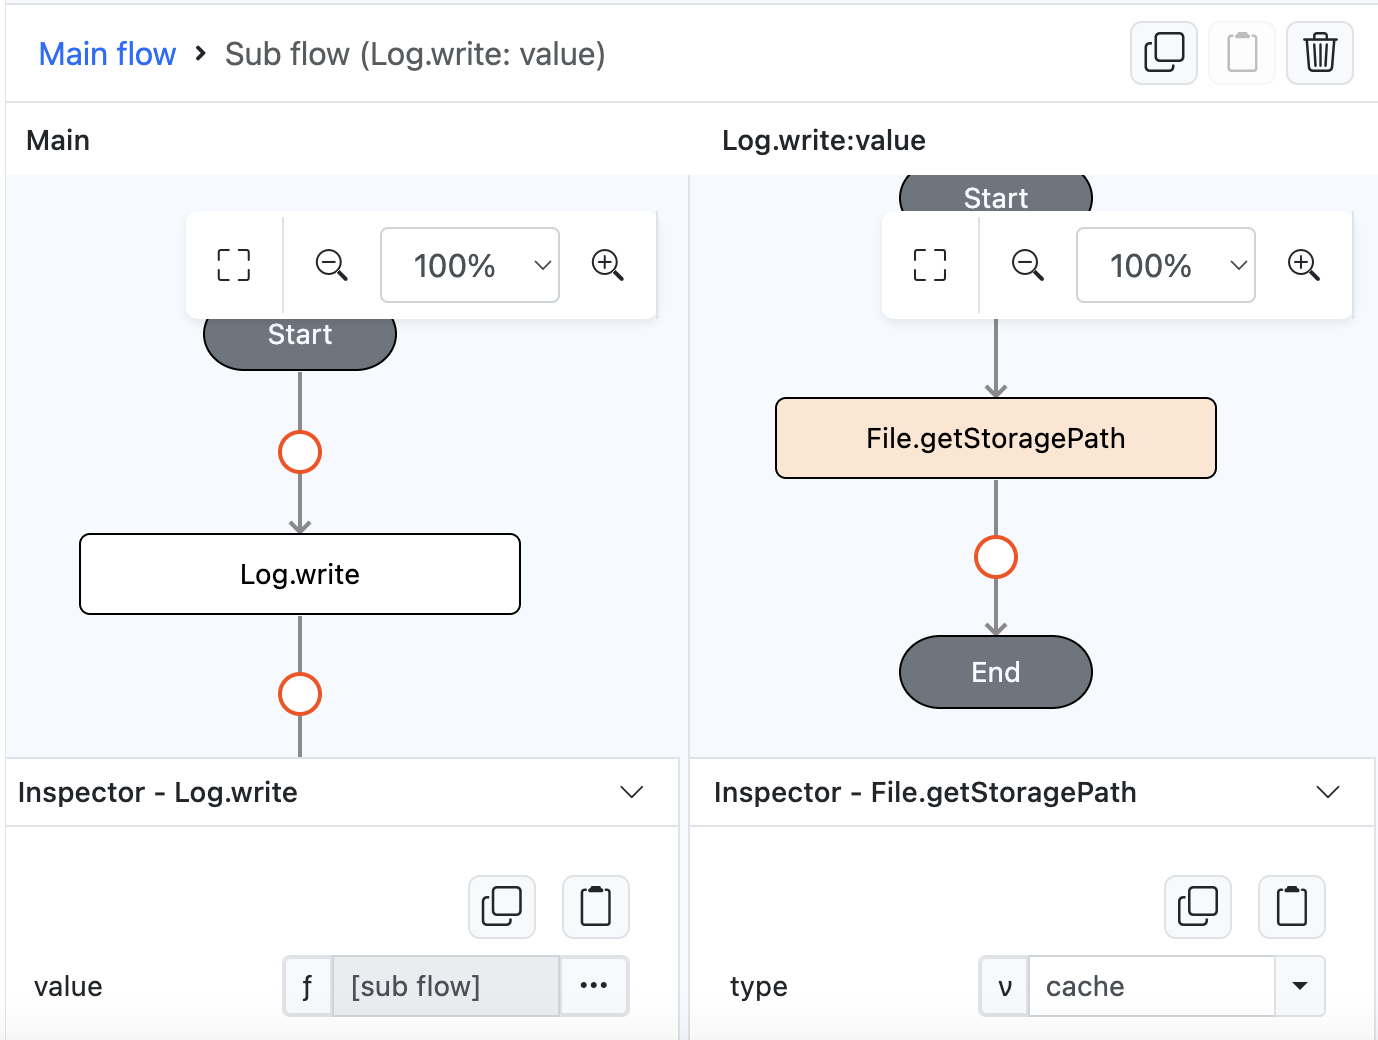 Main flow > Sub flow (Log.write: value)
Main
Log.write:value
100%
Start
Log.write
Start
100%
File.getStoragePath
End
Inspector - Log.write
value
ƒ
[sub flow]
•••
Inspector - File.getStoragePath
type
ν
cache